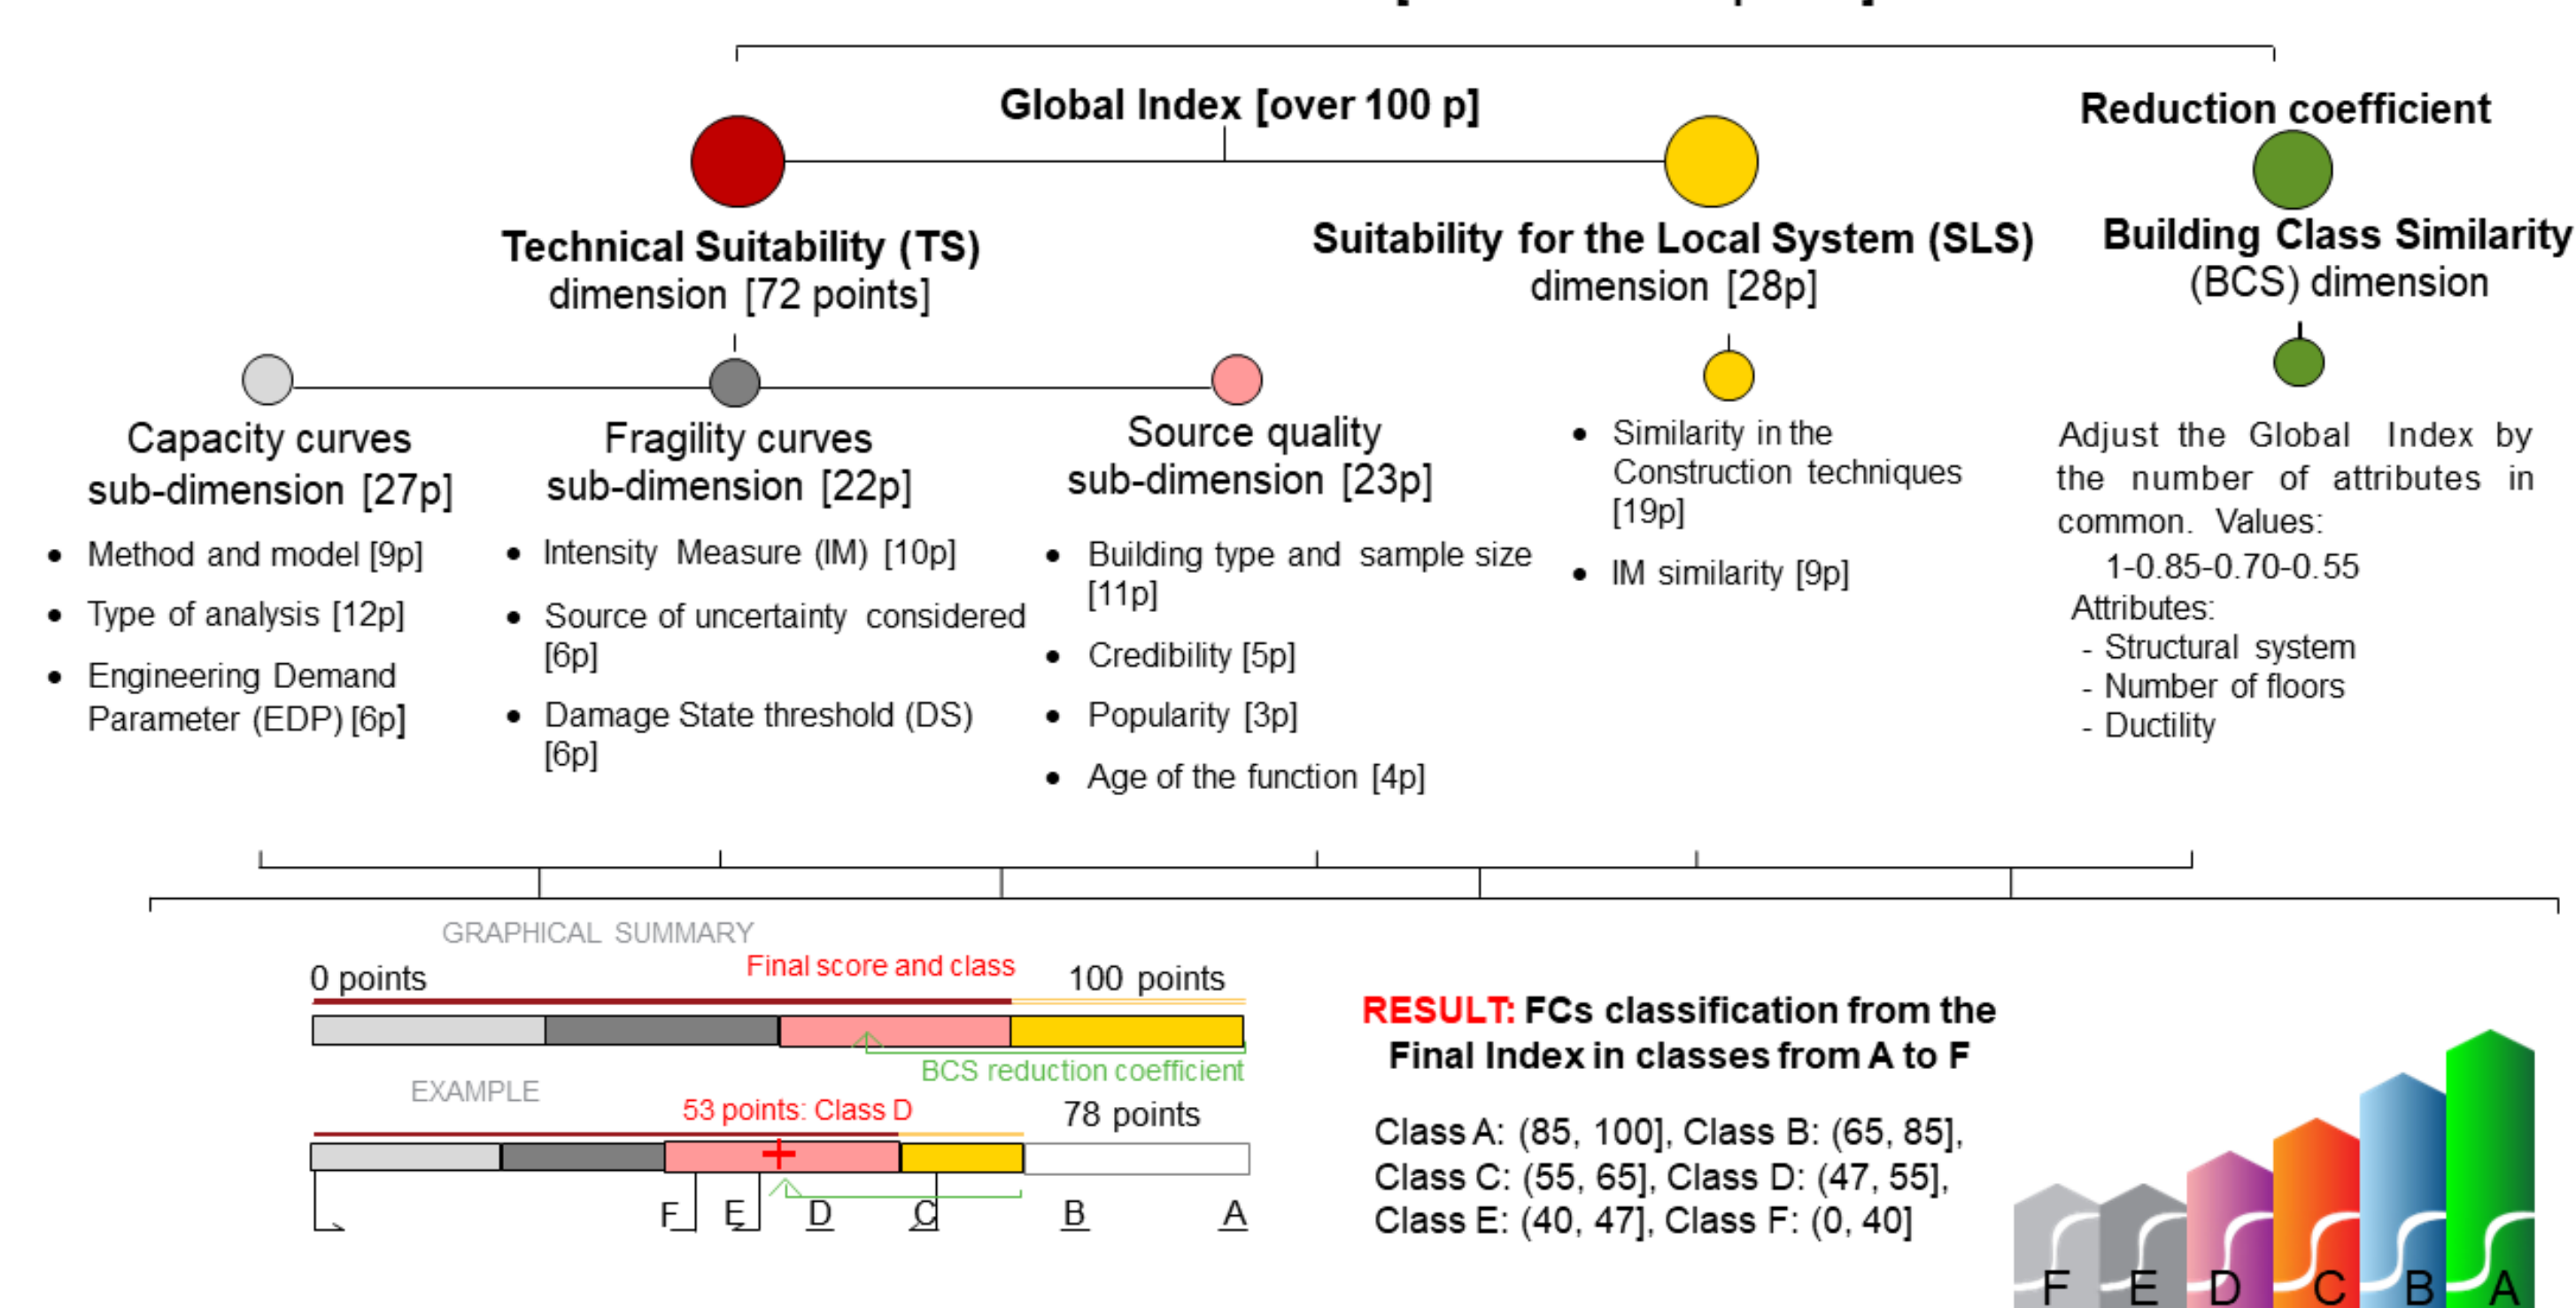 Global Index [over 100 p]
Reduction coefficient
Technical Suitability (TS)
dimension [72 points]
Suitability for the Local System (SLS)
dimension [28p]
Building Class Similarity
(BCS) dimension
Capacity curves
sub-dimension [27p]
• Method and model [9p]
• Type of analysis [12p]
• Engineering Demand
Parameter (EDP) [6p]
Fragility curves
sub-dimension [22p]
• Intensity Measure (IM) [10p]
• Source of uncertainty considered
[6p]
• Damage State threshold (DS)
[6p]
Source quality
sub-dimension [23p]
• Building type and sample size
[11p]
• Credibility [5p]
• Popularity [3p]
• Age of the function [4p]
• Similarity in the
Construction techniques
[19p]
• IM similarity [9p]
Adjust the Global Index by
the number of attributes in
common. Values:
1-0.85-0.70-0.55
Attributes:
- Structural system
- Number of floors
- Ductility
GRAPHICAL SUMMARY
0 points
Final score and class
100 points
BCS reduction coefficient
EXAMPLE
53 points: Class D
78 points
F E D C B A
RESULT: FCs classification from the
Final Index in classes from A to F
Class A: (85, 100], Class B: (65, 85],
Class C: (55, 65], Class D: (47, 55],
Class E: (40, 47], Class F: (0, 40]
F E D C B A